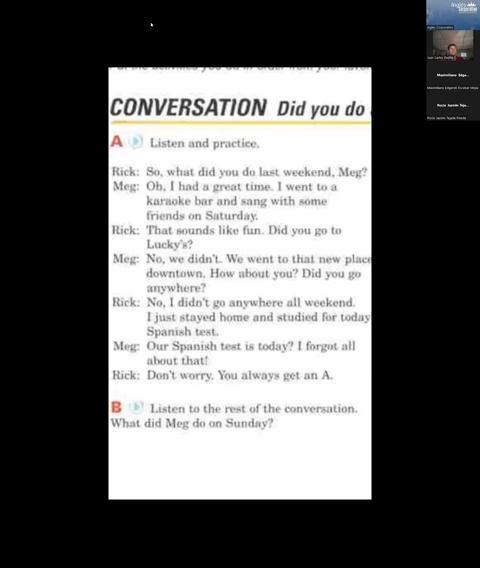 CONVERSATION Did you do
A Listen and practice.
Rick: So, what did you do last weekend, Meg?
Meg: Oh, I had a great time. I went to a
karaoke bar and sang with some
friends on Saturday.
Rick: That sounds like fun. Did you go to
Lucky's?
Meg: No, we didn't. We went to that new place
downtown. How about you? Did you go
anywhere?
Rick: No, I didn't go anywhere all weekend.
I just stayed home and studied for today
Spanish test.
Meg: Our Spanish test is today? I forgot all
about that!
Rick: Don't worry. You always get an A.
B Listen to the rest of the conversation.
What did Meg do on Sunday?